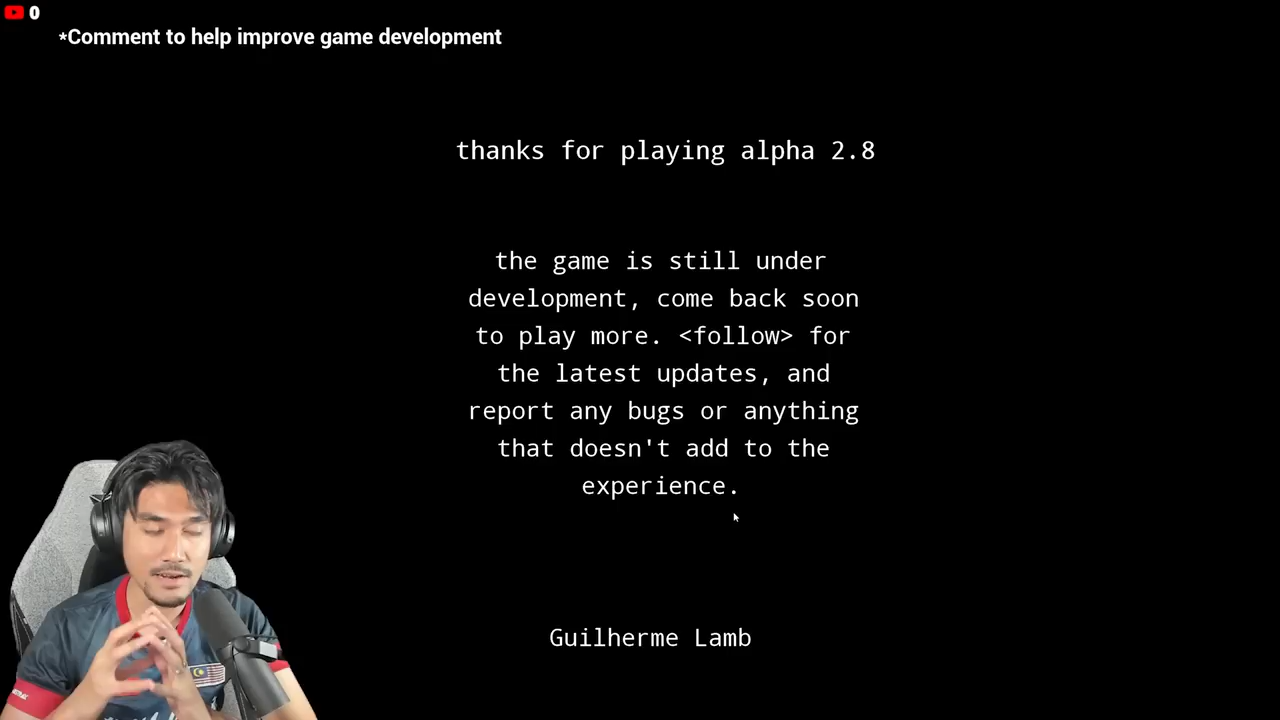 0
*Comment to help improve game development
thanks for playing alpha 2.8
the game is still under
development, come back soon
to play more. <follow> for
the latest updates, and
report any bugs or anything
that doesn't add to the
experience.
Guilherme Lamb